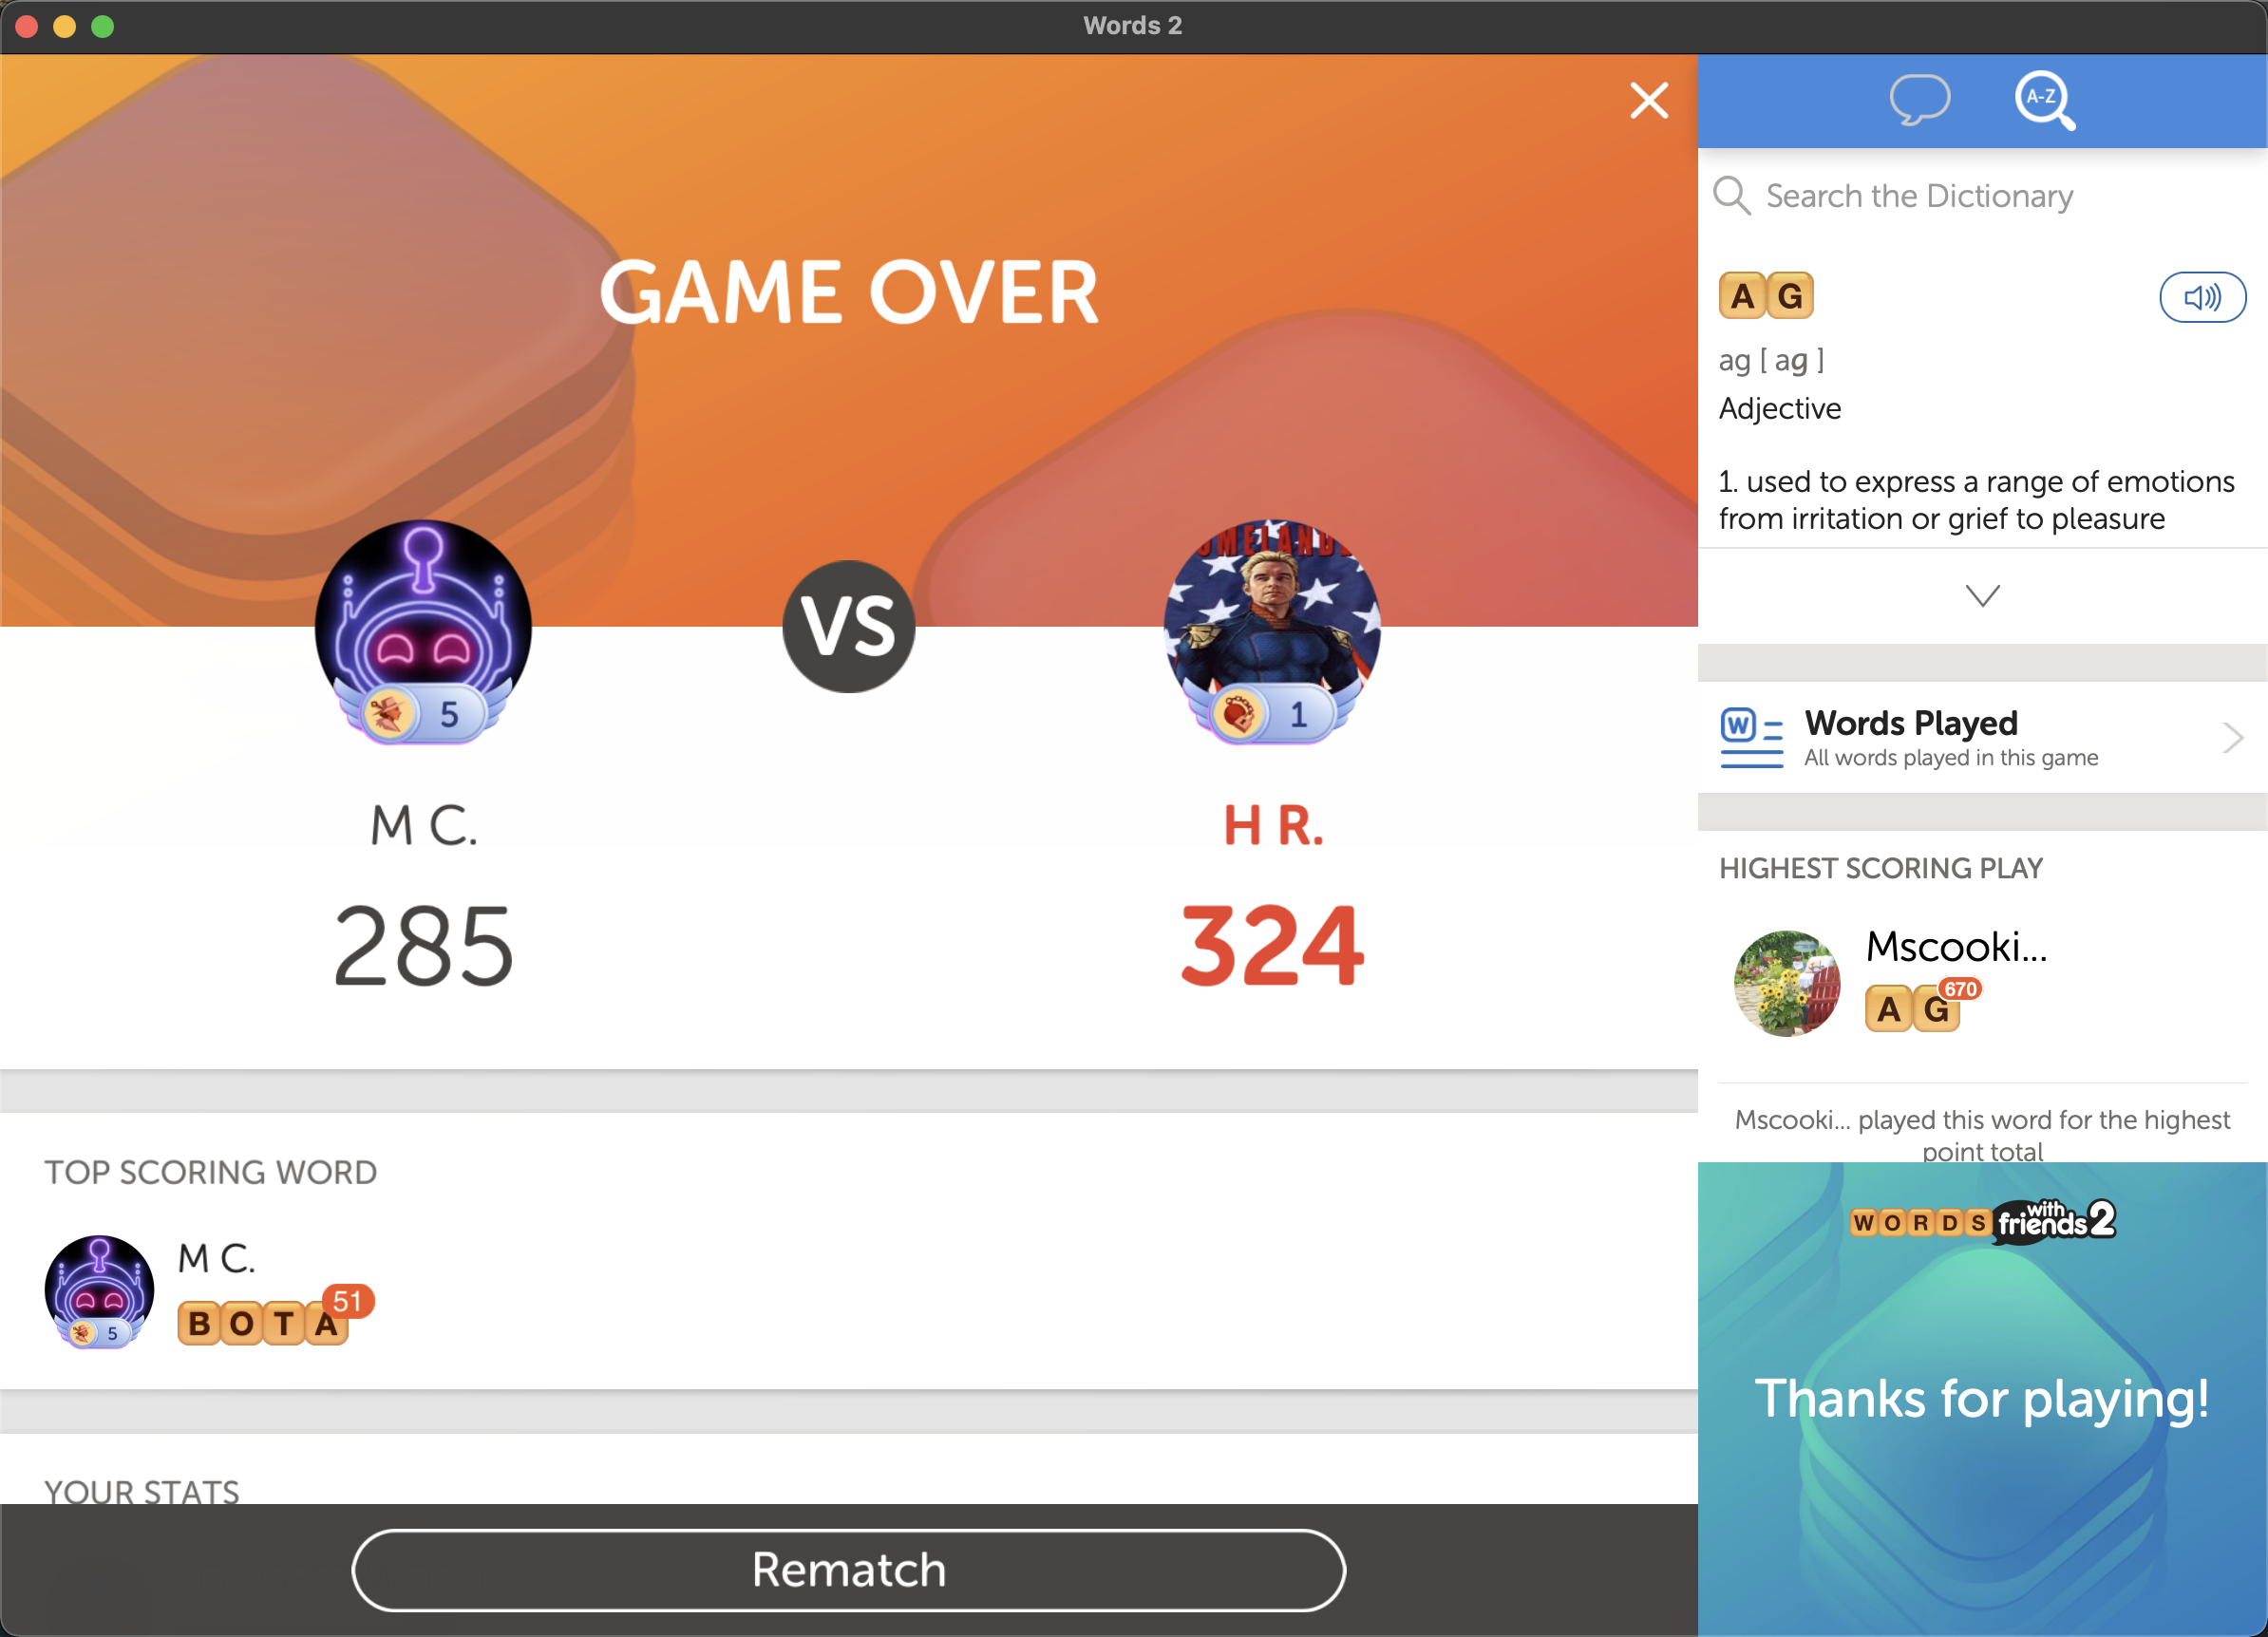 Words 2
GAME OVER
VS
5
1
M C.
H R.
285
324
TOP SCORING WORD
M C.
BOTA
51
5
YOUR STATS
Rematch
A-Z
Search the Dictionary
AG
ag [ ag ]
Adjective
1. used to express a range of emotions
from irritation or grief to pleasure
W
Words Played
All words played in this game
HIGHEST SCORING PLAY
Mscooki...
AG
670
Mscooki... played this word for the highest
point total
WORDS with friends 2
Thanks for playing!